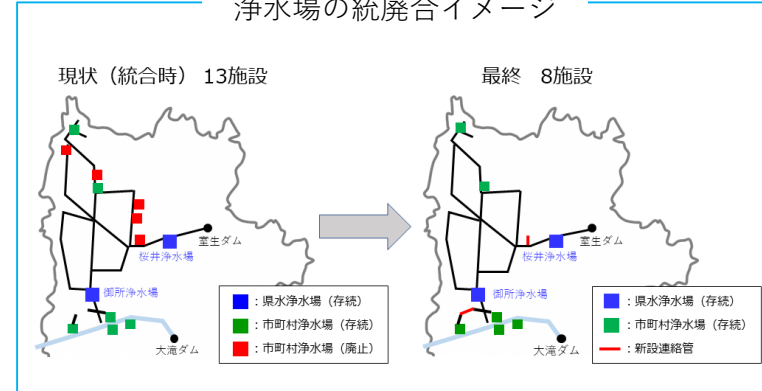 浄水場の統廃合イメージ
現状（統合時） 13施設
最終 8施設
室生ダム
桜井浄水場
御所浄水場
大滝ダム
：県水浄水場（存続）
：市町村浄水場（存続）
：市町村浄水場（廃止）
室生ダム
桜井浄水場
御所浄水場
大滝ダム
：県水浄水場（存続）
：市町村浄水場（存続）
：新設連絡管